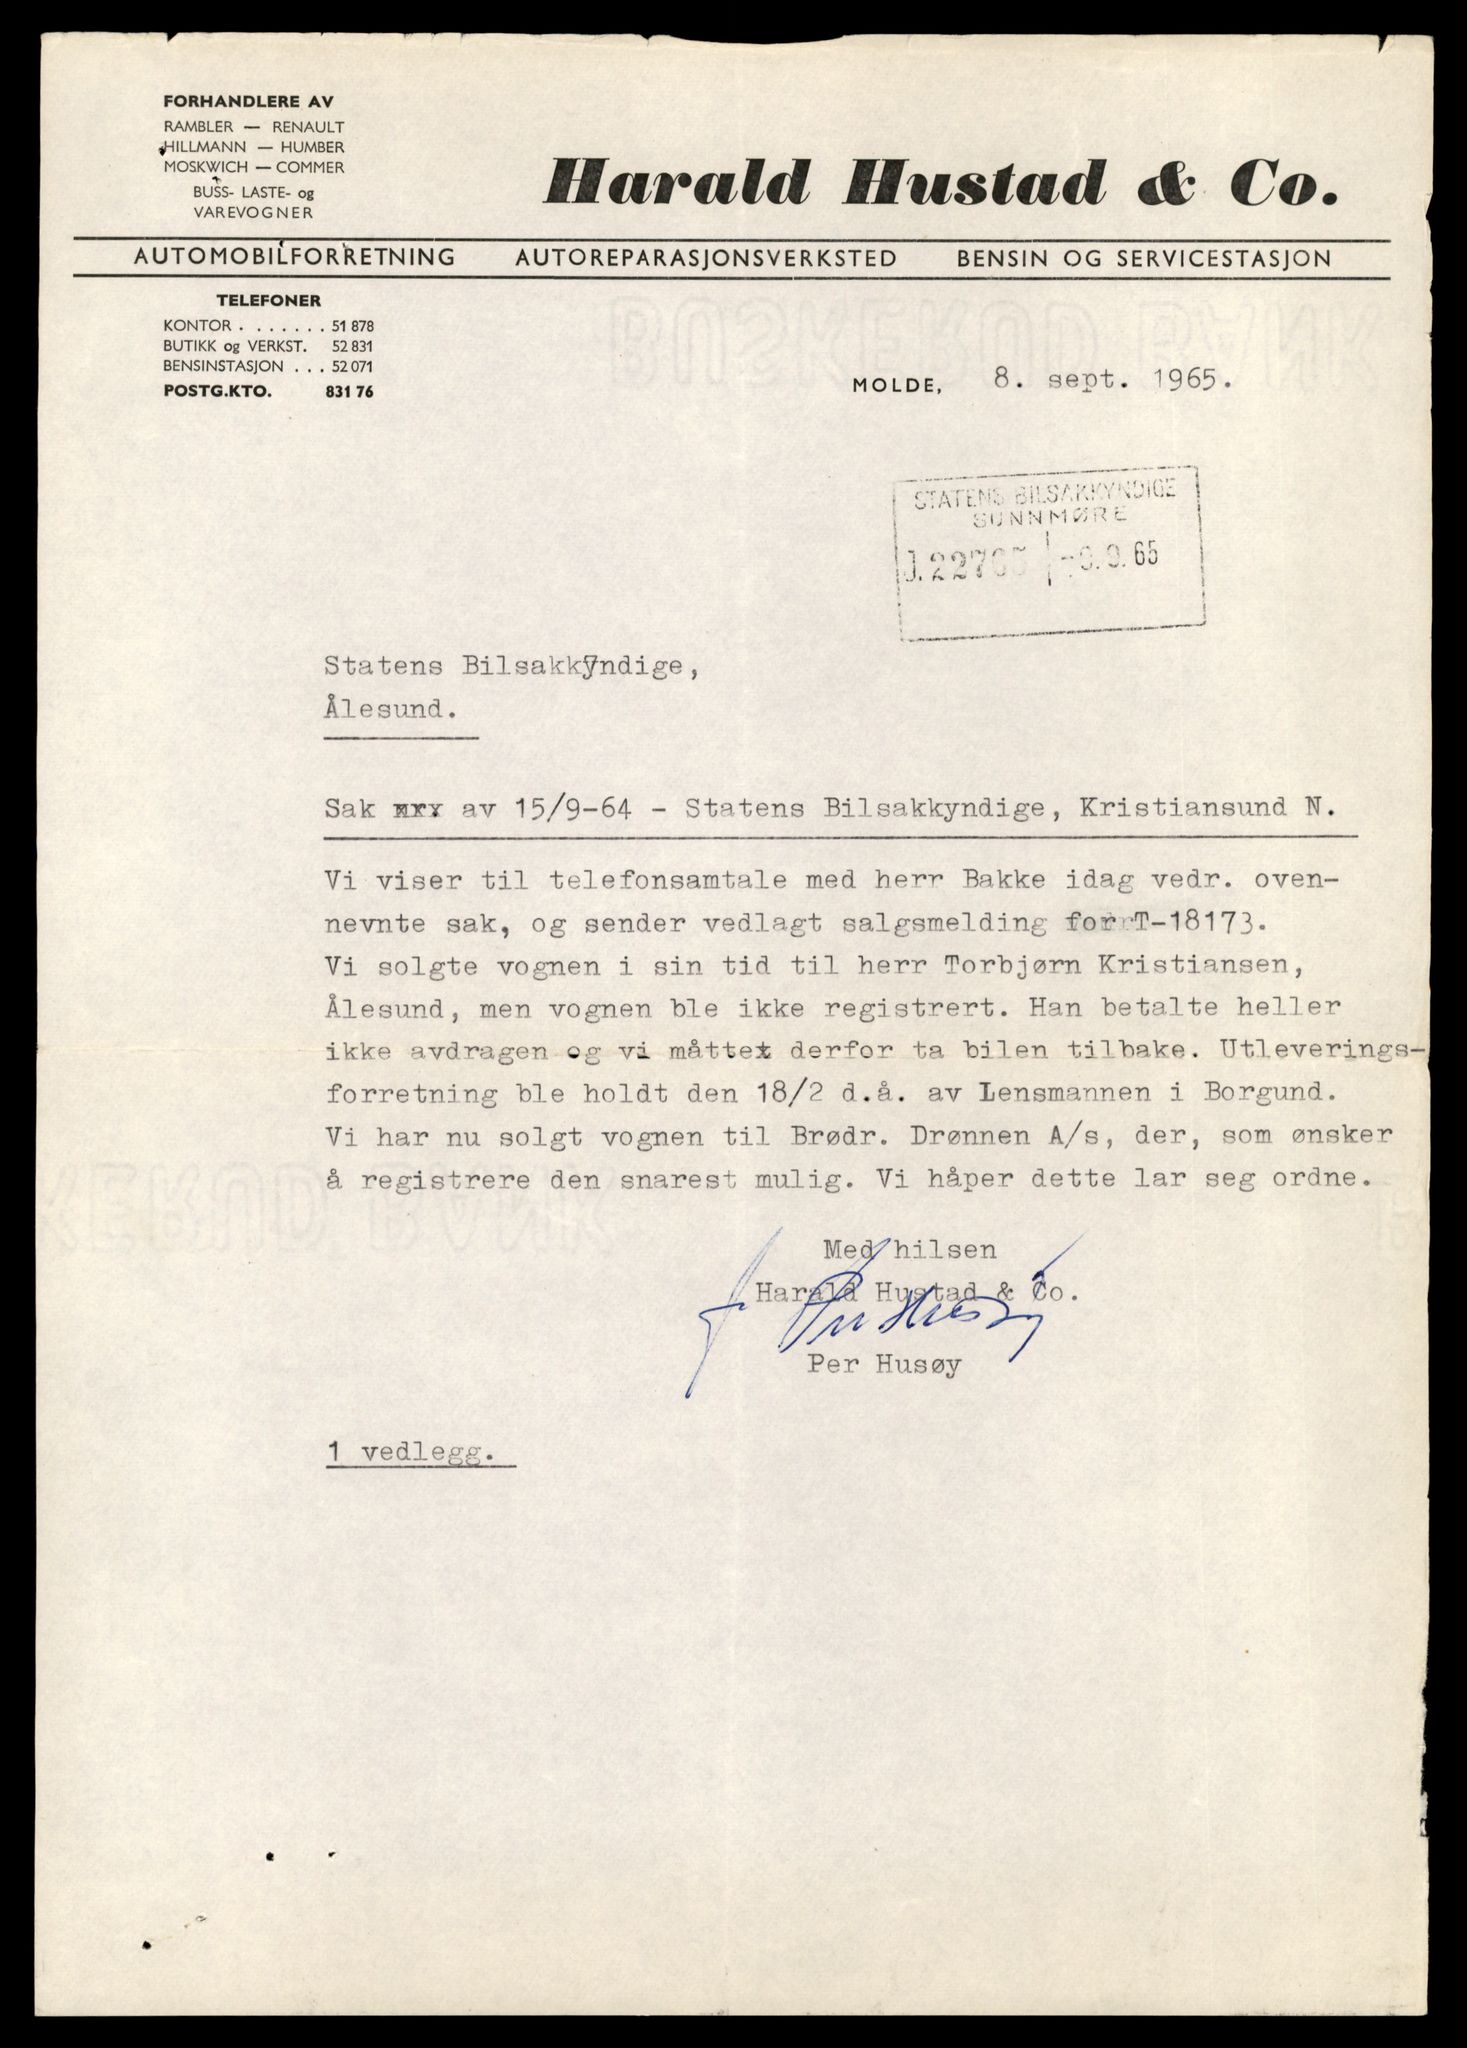 FORHANDLERE AV
RAMBLER — RENAULT
HILLMANN — HUMBER
MOSKWICH — COMMER
BUSS- LASTE- og
VAREVOGNER
Harald Hustad & Co.
AUTOMOBILFORRETNING AUTOREPARASJONSVERKSTED BENSIN OG SERVICESTASJON
TELEFONER
KONTOR . . . . . . . 51 878
BUTIKK og VERKST. 52 831
BENSINSTASJON . . . 52 071
POSTG.KTO. 831 76
MOLDE, 8. sept. 1965.
STATENS BILSAKKYNDIGE
SUNNMØRE
Statens Bilsakkyndige,
Ålesund.
Sak av 15/9-64 - Statens Bilsakkyndige, Kristiansund N.
Vi viser til telefonsamtale med herr Bakke idag vedr. oven-
nevnte sak, og sender vedlagt salgsmelding for T-18173.
Vi solgte vognen i sin tid til herr Torbjørn Kristiansen,
Ålesund, men vognen ble ikke registrert. Han betalte heller
ikke avdragen og vi måtte derfor ta bilen tilbake. Utleverings-
forretning ble holdt den 18/2 d.å. av Lensmannen i Borgund.
Vi har nu solgt vognen til Brødr. Drønnen A/s, der, som ønsker
å registrere den snarest mulig. Vi håper dette lar seg ordne.
Med hilsen
Harald Hustad & Co.
Per Husøy
Per Husøy
1 vedlegg.